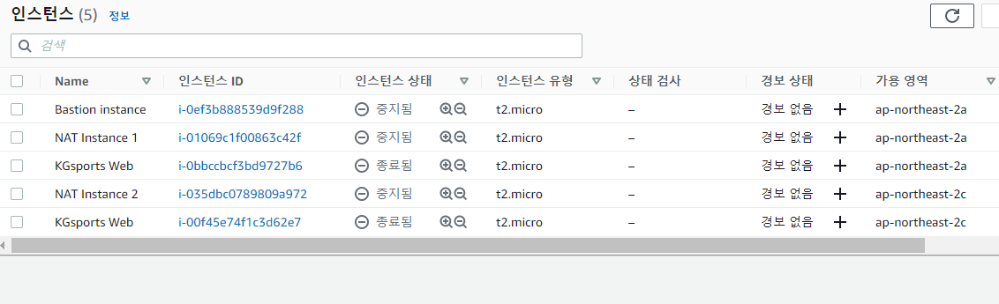 인스턴스 (5) 정보
검색
Name 인스턴스 ID 인스턴스 상태 인스턴스 유형 상태 검사 경보 상태 가용 영역
Bastion instance i-0ef3b888539d9f288 중지됨 t2.micro – 경보 없음 + ap-northeast-2a
NAT Instance 1 i-01069c1f00863c42f 중지됨 t2.micro – 경보 없음 + ap-northeast-2a
KGsports Web i-0bbccbcf3bd9727b6 종료됨 t2.micro – 경보 없음 + ap-northeast-2a
NAT Instance 2 i-035dbc0789809a972 중지됨 t2.micro – 경보 없음 + ap-northeast-2c
KGsports Web i-00f45e74f1c3d62e7 종료됨 t2.micro – 경보 없음 + ap-northeast-2c